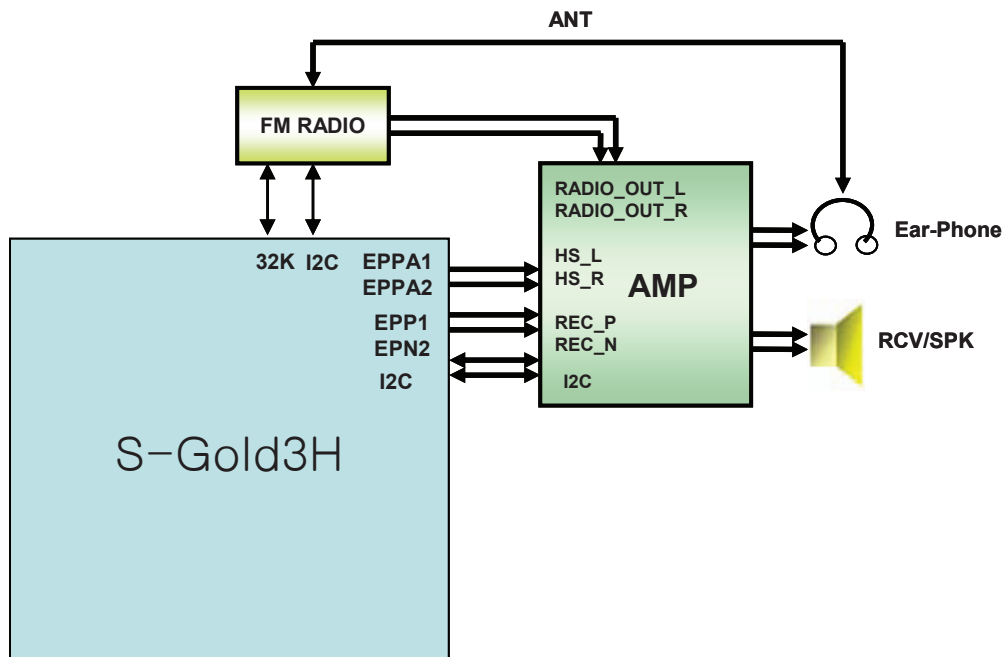 ANT
FM RADIO
RADIO_OUT_L
RADIO_OUT_R
Ear-Phone
32K I2C EPPA1
EPPA2
HS_L
HS_R
AMP
EPP1
EPN2
I2C
REC_P
REC_N
I2C
RCV/SPK
S-Gold3H